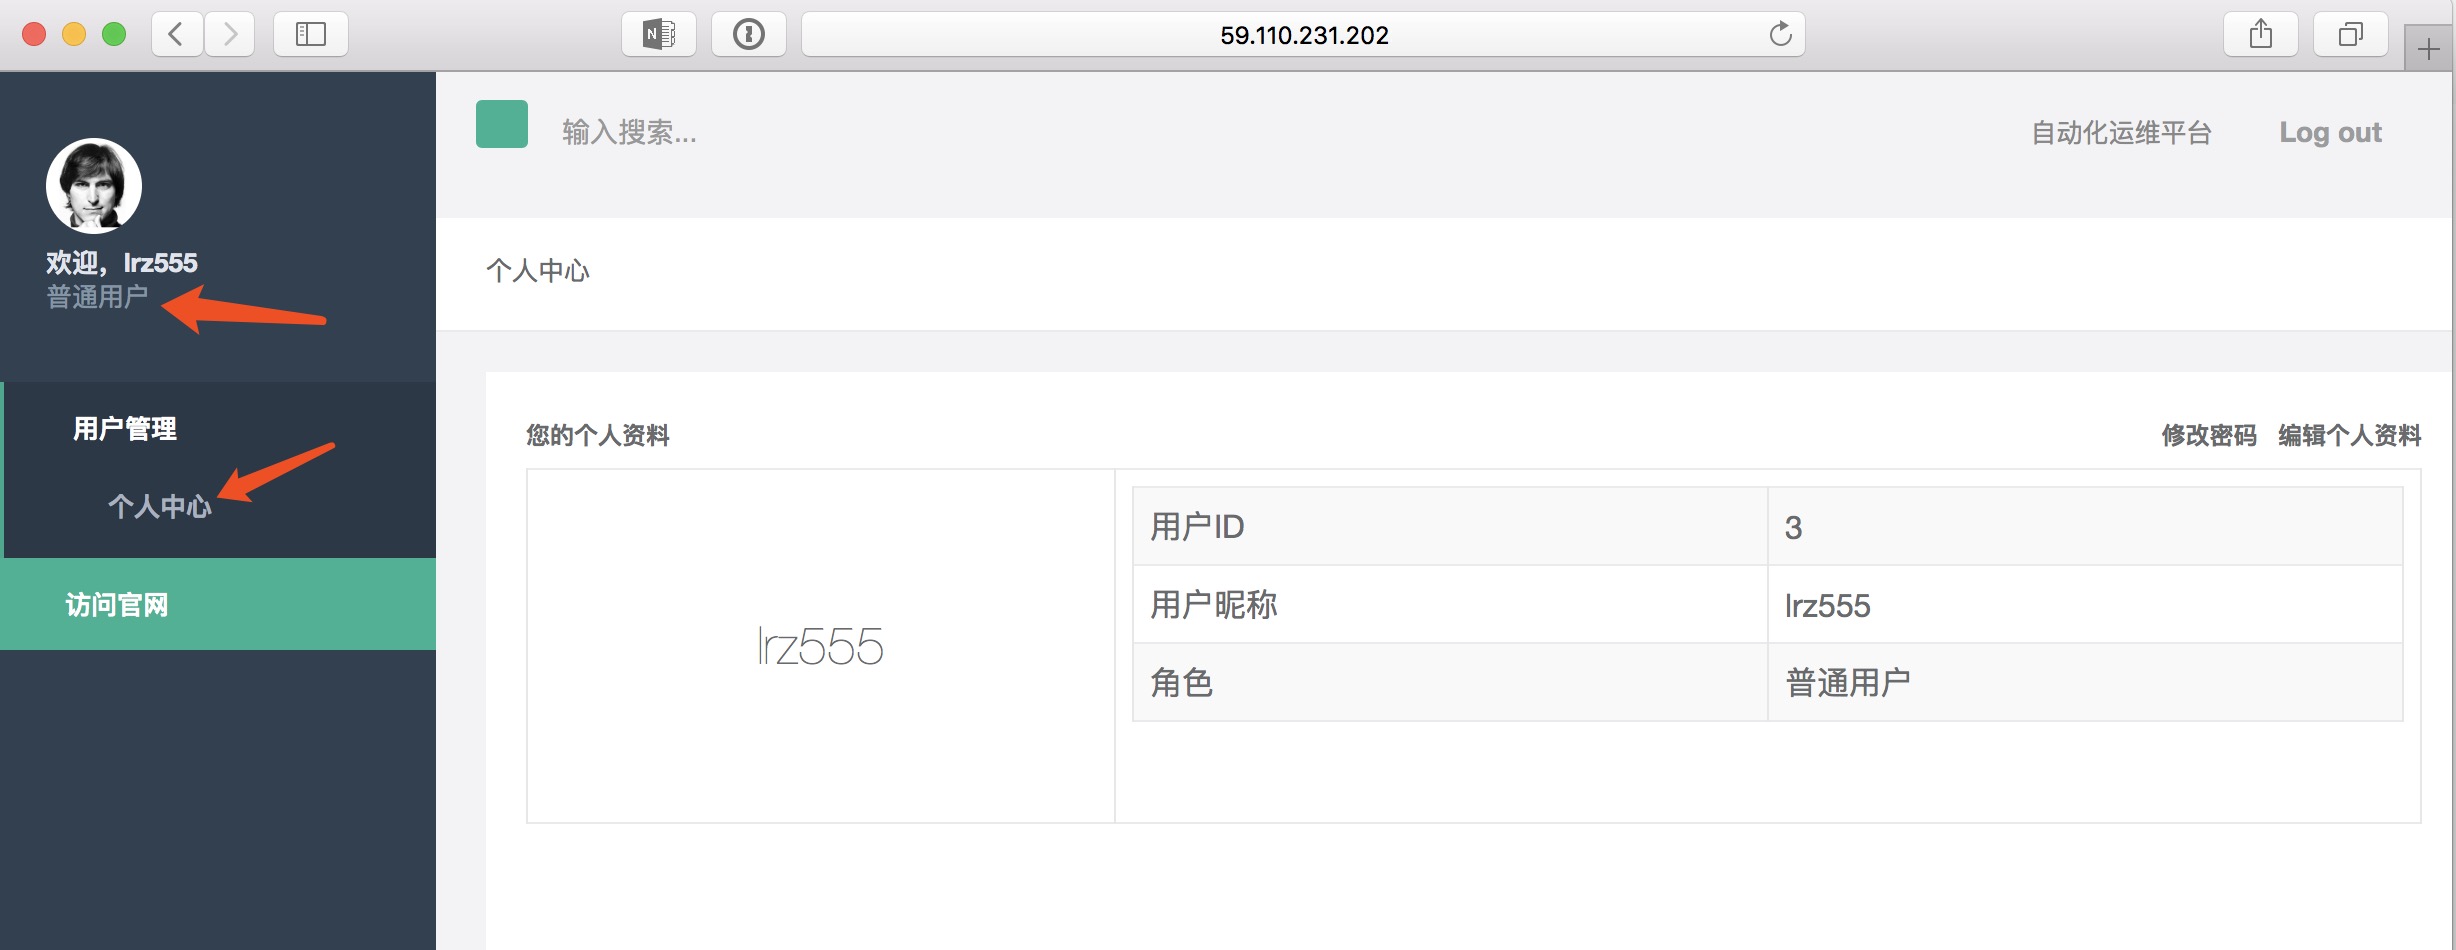 59.110.231.202
输入搜索...
自动化运维平台
Log out
欢迎，lrz555
普通用户
用户管理
个人中心
访问官网
个人中心
您的个人资料
修改密码 编辑个人资料
lrz555
用户ID 3
用户昵称 lrz555
角色 普通用户